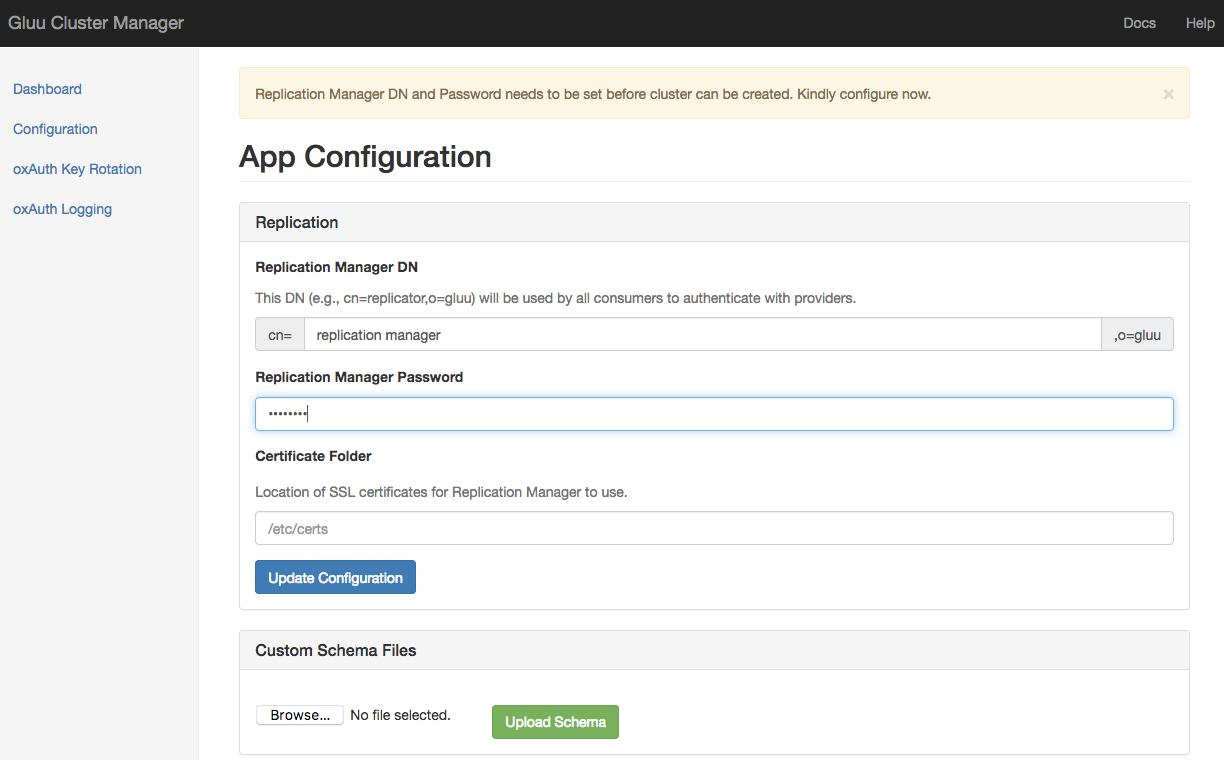 Gluu Cluster Manager
Docs Help
Dashboard
Configuration
oxAuth Key Rotation
oxAuth Logging
Replication Manager DN and Password needs to be set before cluster can be created. Kindly configure now. ×
App Configuration
Replication
Replication Manager DN
This DN (e.g., cn=replicator,o=gluu) will be used by all consumers to authenticate with providers.
cn= replication manager ,o=gluu
Replication Manager Password
••••••••
Certificate Folder
Location of SSL certificates for Replication Manager to use.
/etc/certs
Update Configuration
Custom Schema Files
Browse... No file selected. Upload Schema